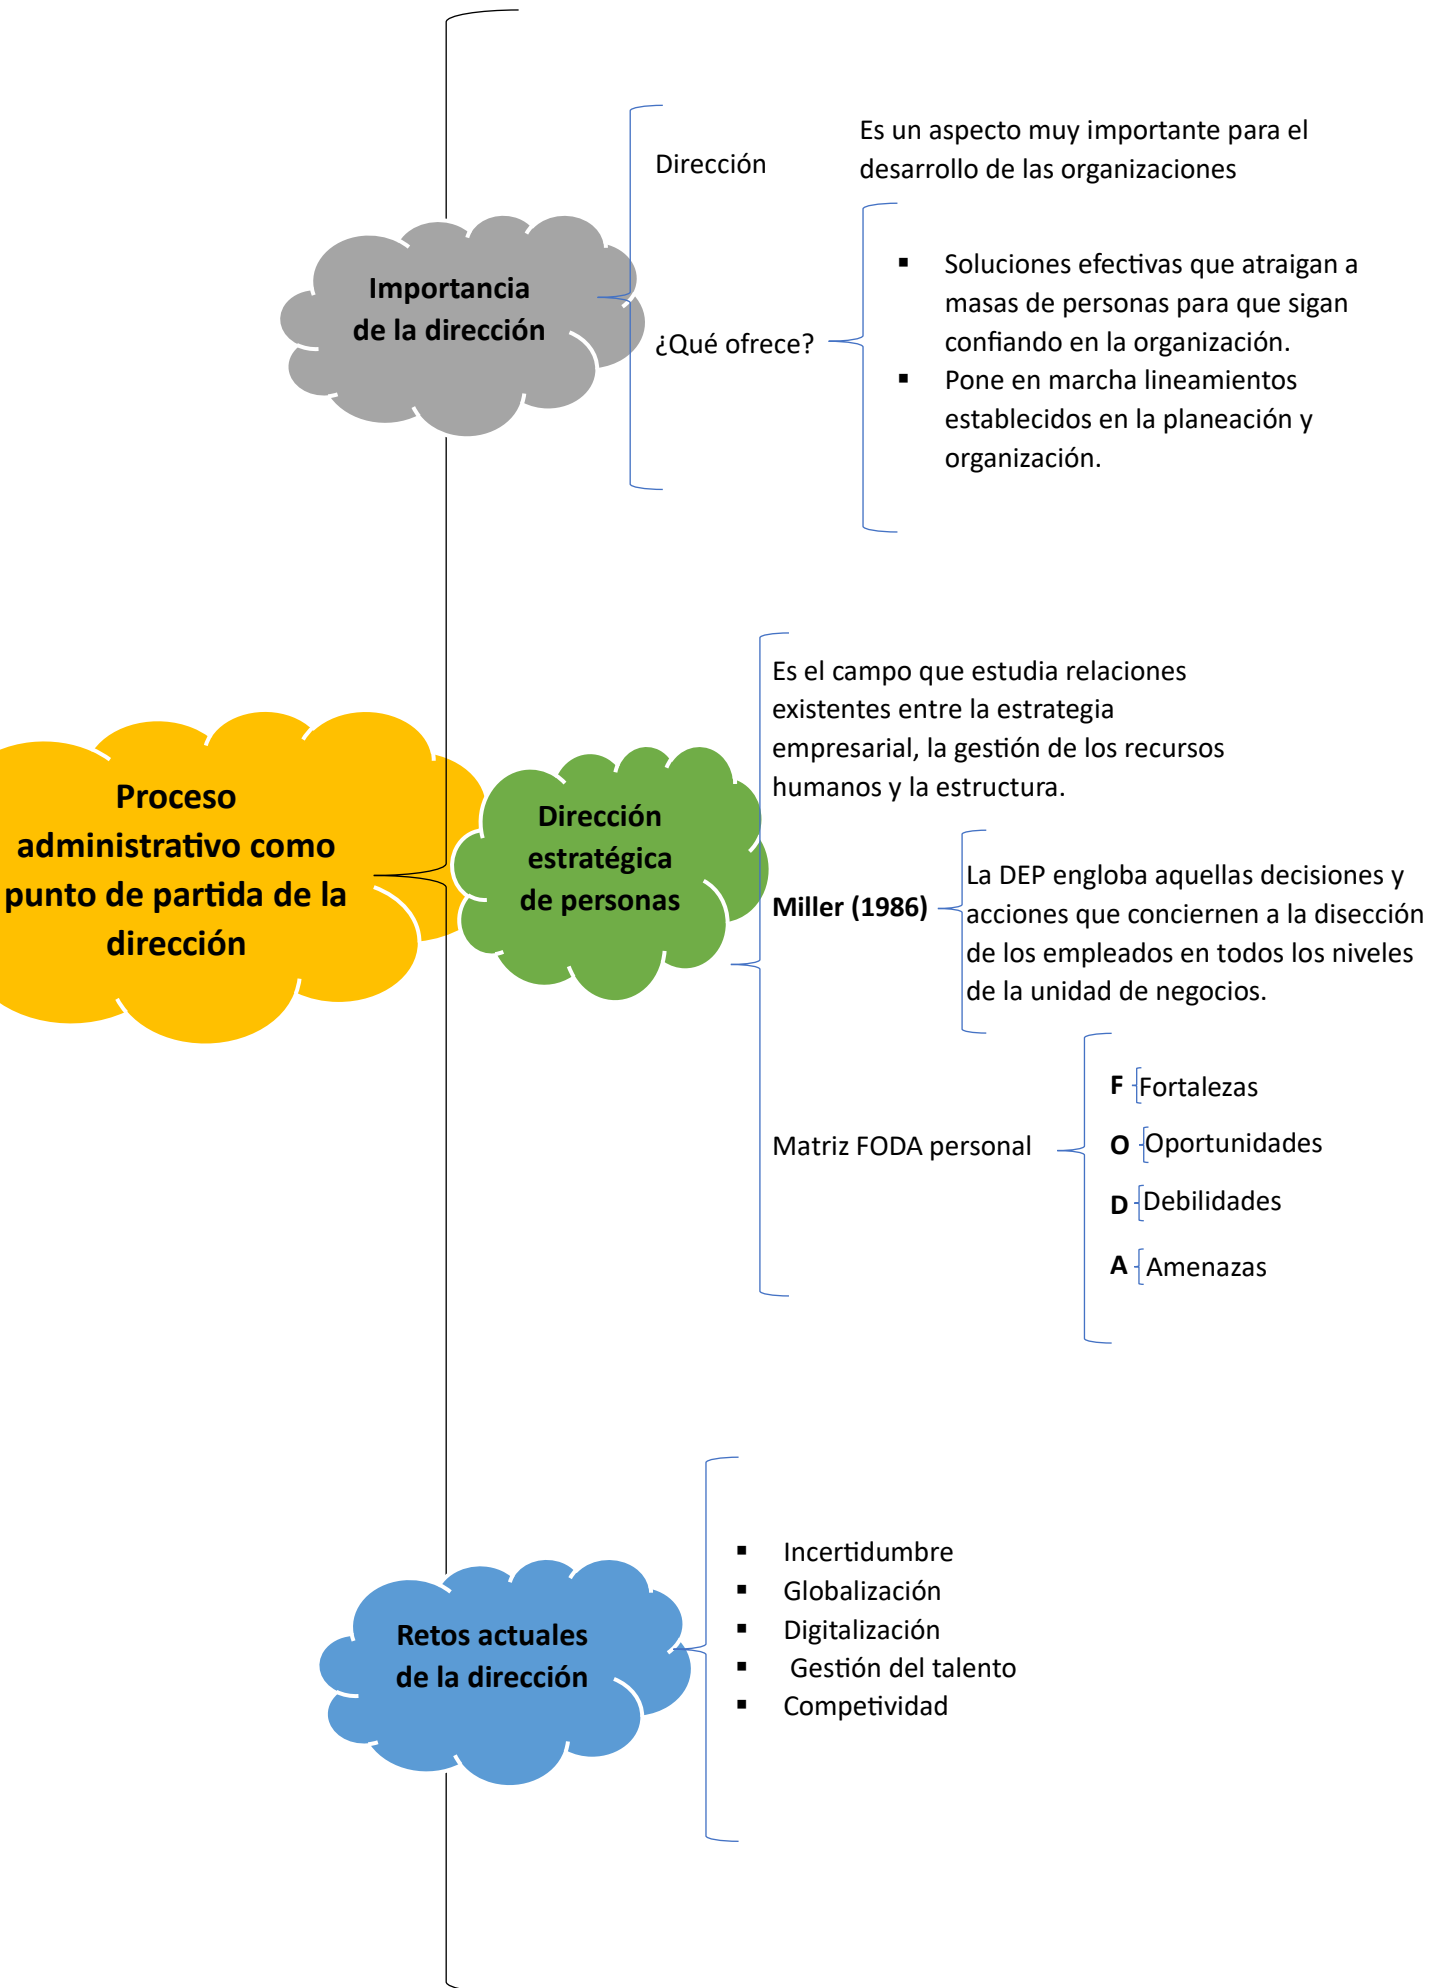 Proceso
administrativo como
punto de partida de la
dirección
Importancia
de la dirección
Dirección
Es un aspecto muy importante para el
desarrollo de las organizaciones
¿Qué ofrece?
▪ Soluciones efectivas que atraigan a
masas de personas para que sigan
confiando en la organización.
▪ Pone en marcha lineamientos
establecidos en la planeación y
organización.
Dirección
estratégica
de personas
Es el campo que estudia relaciones
existentes entre la estrategia
empresarial, la gestión de los recursos
humanos y la estructura.
Miller (1986)
La DEP engloba aquellas decisiones y
acciones que conciernen a la disección
de los empleados en todos los niveles
de la unidad de negocios.
Matriz FODA personal
F Fortalezas
O Oportunidades
D Debilidades
A Amenazas
Retos actuales
de la dirección
▪ Incertidumbre
▪ Globalización
▪ Digitalización
▪ Gestión del talento
▪ Competividad